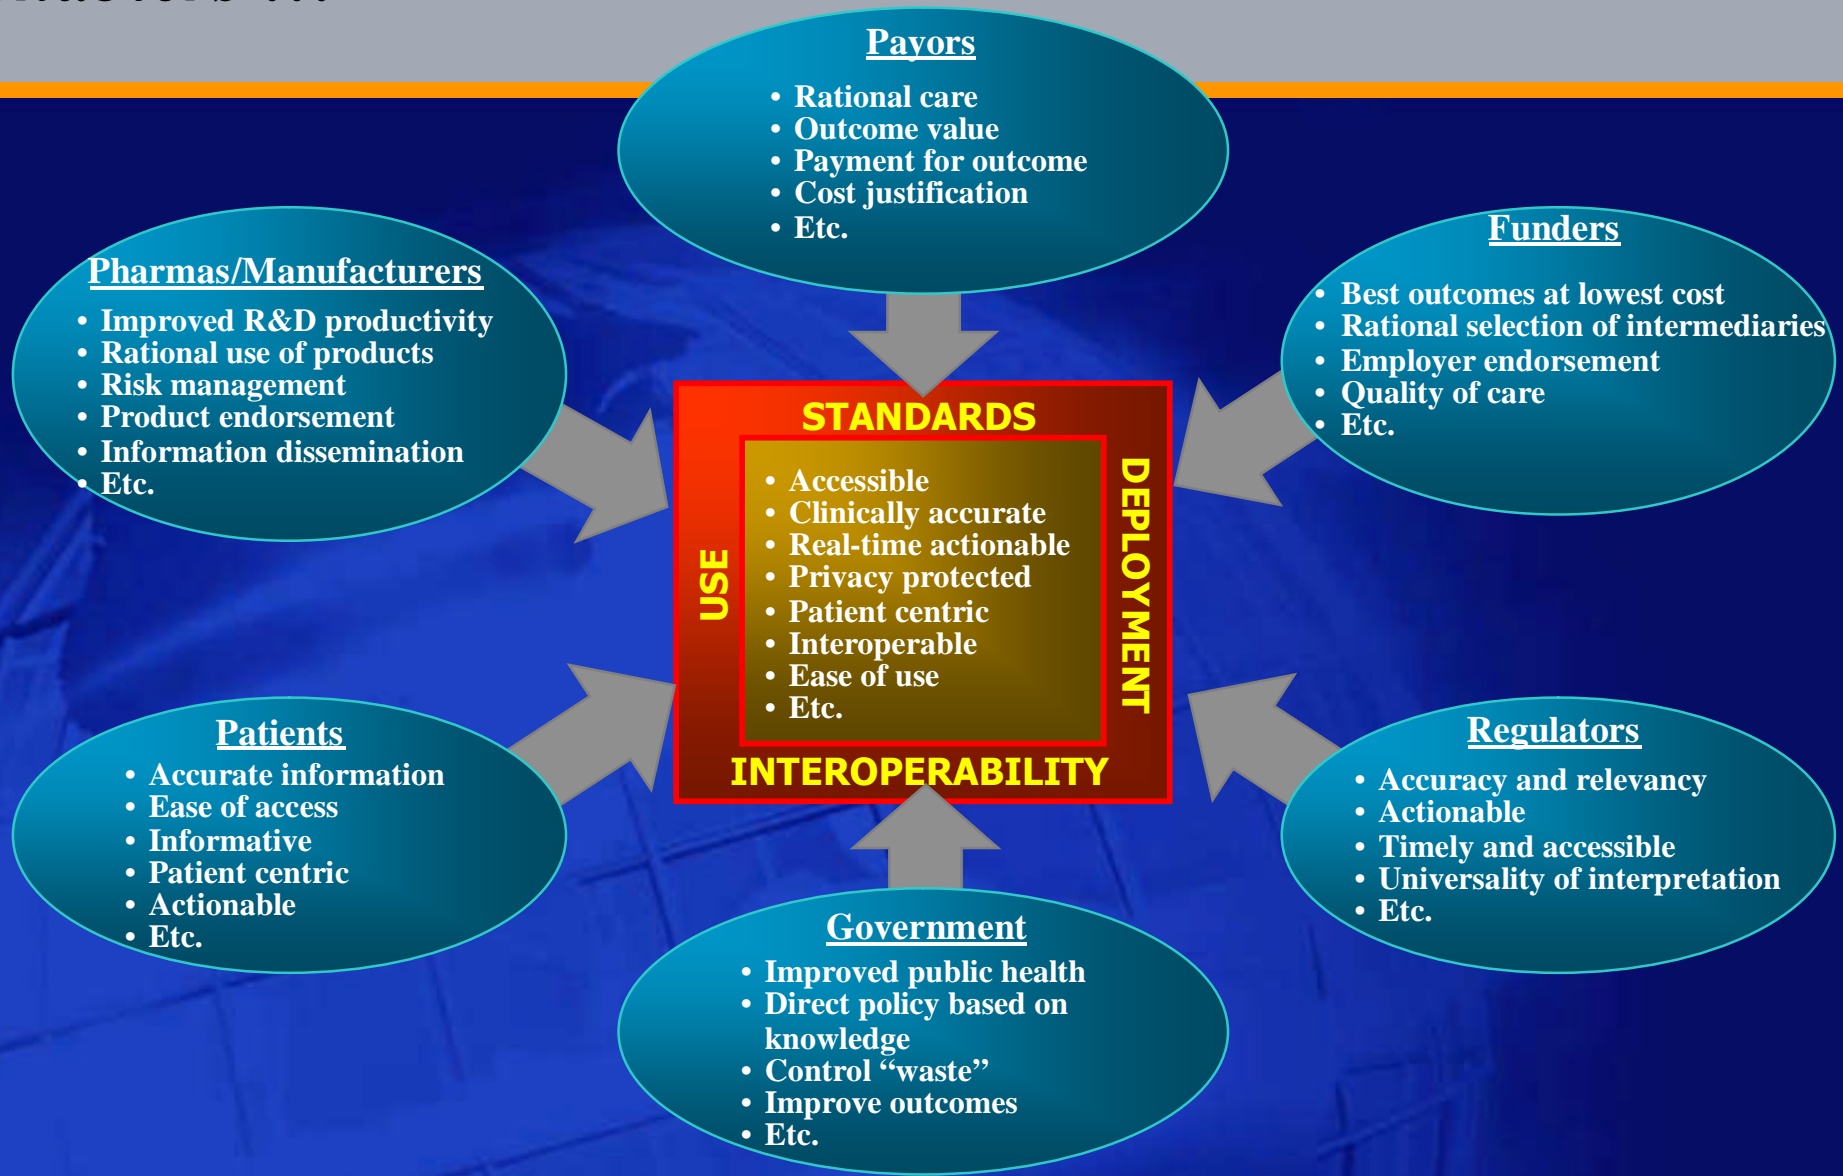 Payors
• Rational care
• Outcome value
• Payment for outcome
• Cost justification
• Etc.
Pharmas/Manufacturers
• Improved R&D productivity
• Rational use of products
• Risk management
• Product endorsement
• Information dissemination
• Etc.
Funders
• Best outcomes at lowest cost
• Rational selection of intermediaries
• Employer endorsement
• Quality of care
• Etc.
STANDARDS
USE
• Accessible
• Clinically accurate
• Real-time actionable
• Privacy protected
• Patient centric
• Interoperable
• Ease of use
• Etc.
DEPLOYMENT
INTEROPERABILITY
Patients
• Accurate information
• Ease of access
• Informative
• Patient centric
• Actionable
• Etc.
Regulators
• Accuracy and relevancy
• Actionable
• Timely and accessible
• Universality of interpretation
• Etc.
Government
• Improved public health
• Direct policy based on
knowledge
• Control “waste”
• Improve outcomes
• Etc.